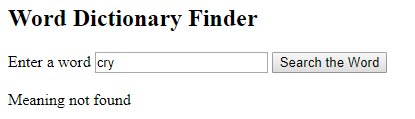 Word Dictionary Finder
Enter a word cry Search the Word
Meaning not found